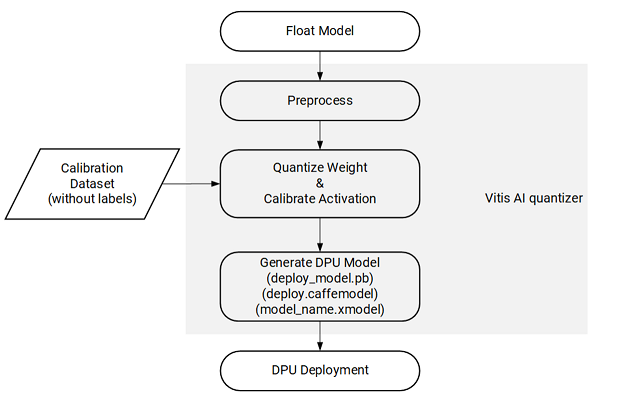 Float Model
Preprocess
Calibration
Dataset
(without labels)
Quantize Weight
&
Calibrate Activation
Vitis AI quantizer
Generate DPU Model
(deploy_model.pb)
(deploy.caffemodel)
(model_name.xmodel)
DPU Deployment